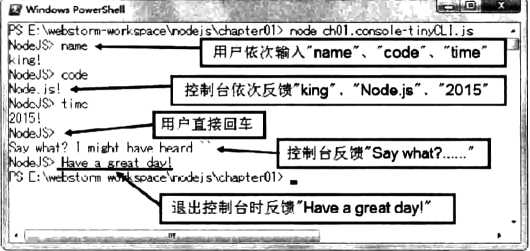 Windows PowerShell
PS E:\webstorm-workspace\nodejs\chapter01> node ch01.console-tinyCLI.js
NodeJS> name
用户依次输入"name"、"code"、"time"
king!
NodeJS> code
Node.js!
控制台依次反馈"king"、"Node.js"、"2015"
NodeJS> time
2015!
NodeJS>
用户直接回车
Say what? I might have heard ``
控制台反馈"Say what?......"
NodeJS> Have a great day!
PS E:\webstorm-workspace\nodejs\chapter01>
退出控制台时反馈"Have a great day!"